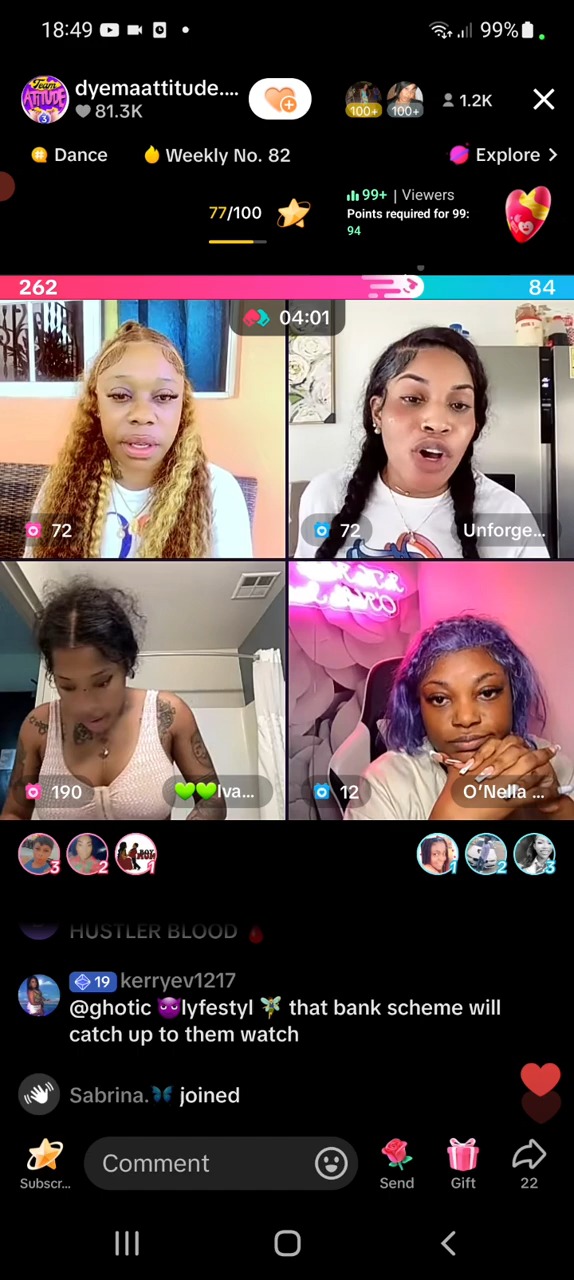 18:49
99%
Team
ATTITUDE
dyemaattitude....
81.3K
100+
100+
1.2K
Dance
Weekly No. 82
Explore >
77/100
99+ | Viewers
Points required for 99:
94
262
84
04:01
72
72
Unforge...
190
💚💚Iva...
12
O'Nella ...
3
2
1
1
2
3
HUSTLER BLOOD 🩸
19 kerryev1217
@ghotic 😈lyfestyl 🧚 that bank scheme will
catch up to them watch
Sabrina.🦋 joined
Comment
Subscr...
Send
Gift
22